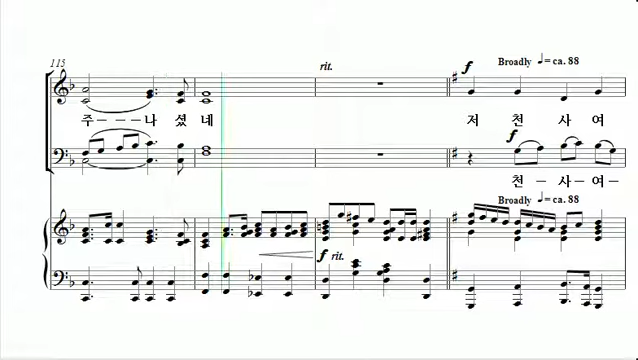 115
rit.
f Broadly ♩= ca. 88
주---나 셨 네 저 천 사 여
f
천-사-여-
Broadly ♩= ca. 88
f rit.